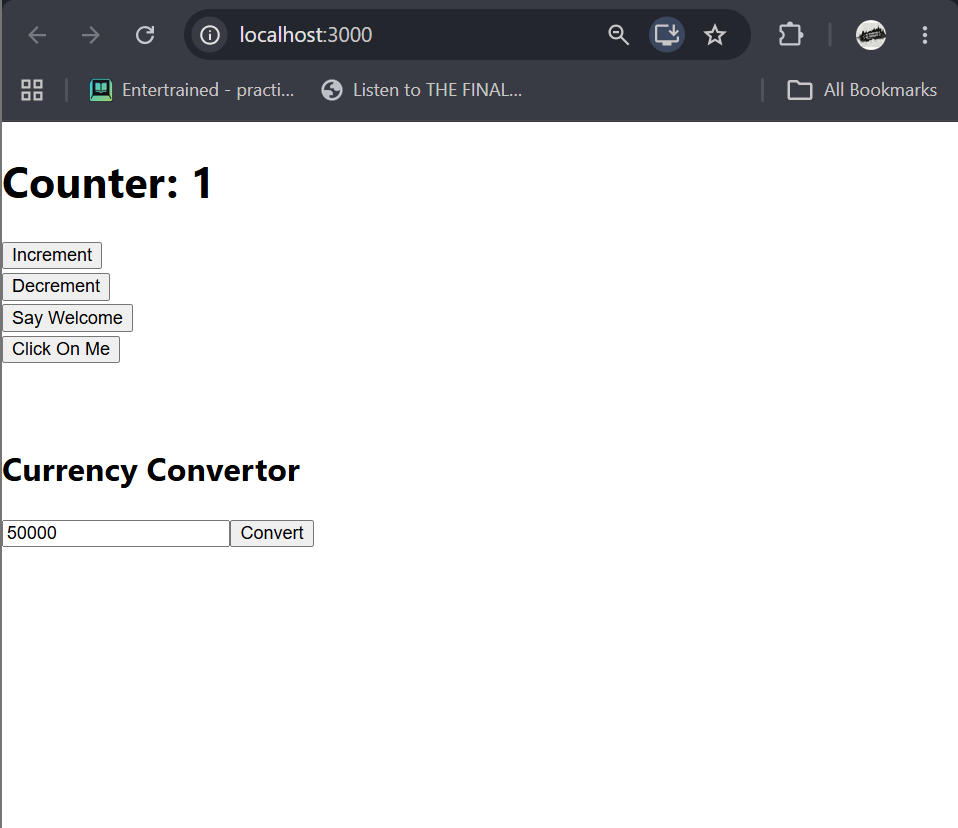 localhost:3000
Entertrained - practi... Listen to THE FINAL... All Bookmarks
Counter: 1
Increment
Decrement
Say Welcome
Click On Me
Currency Convertor
50000 Convert